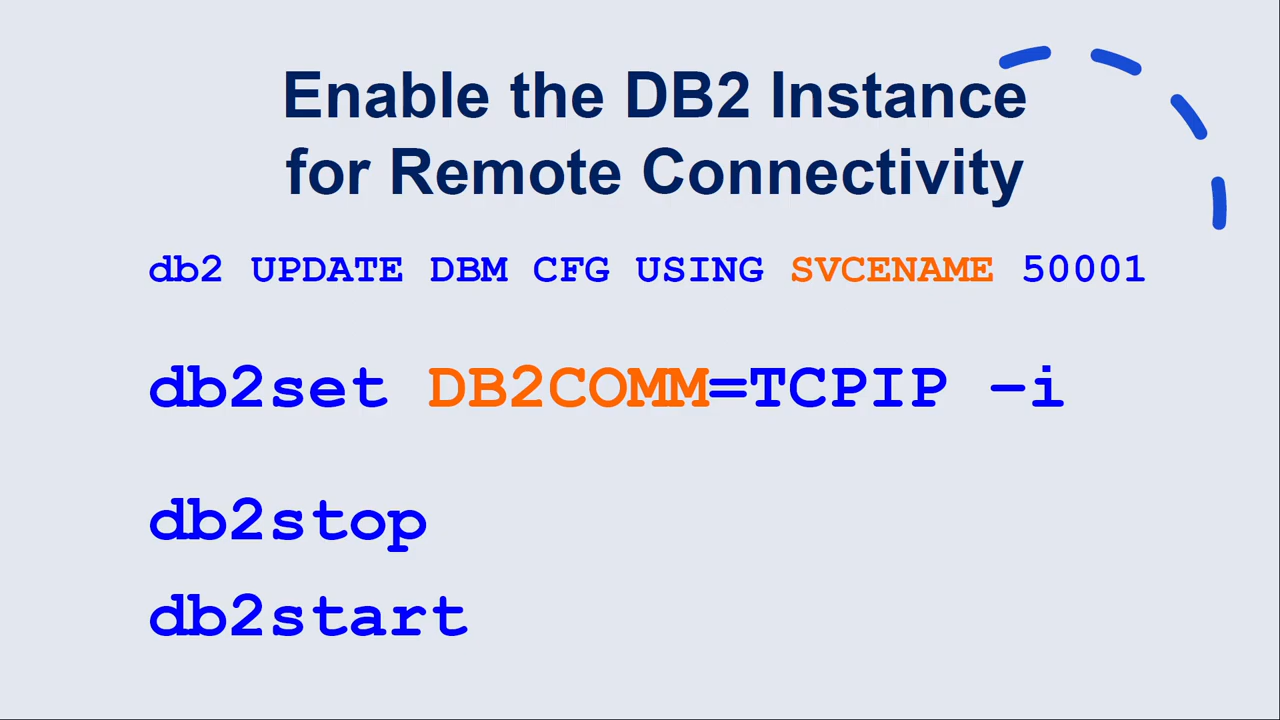 Enable the DB2 Instance
for Remote Connectivity
db2 UPDATE DBM CFG USING SVCENAME 50001
db2set DB2COMM=TCPIP –i
db2stop
db2start